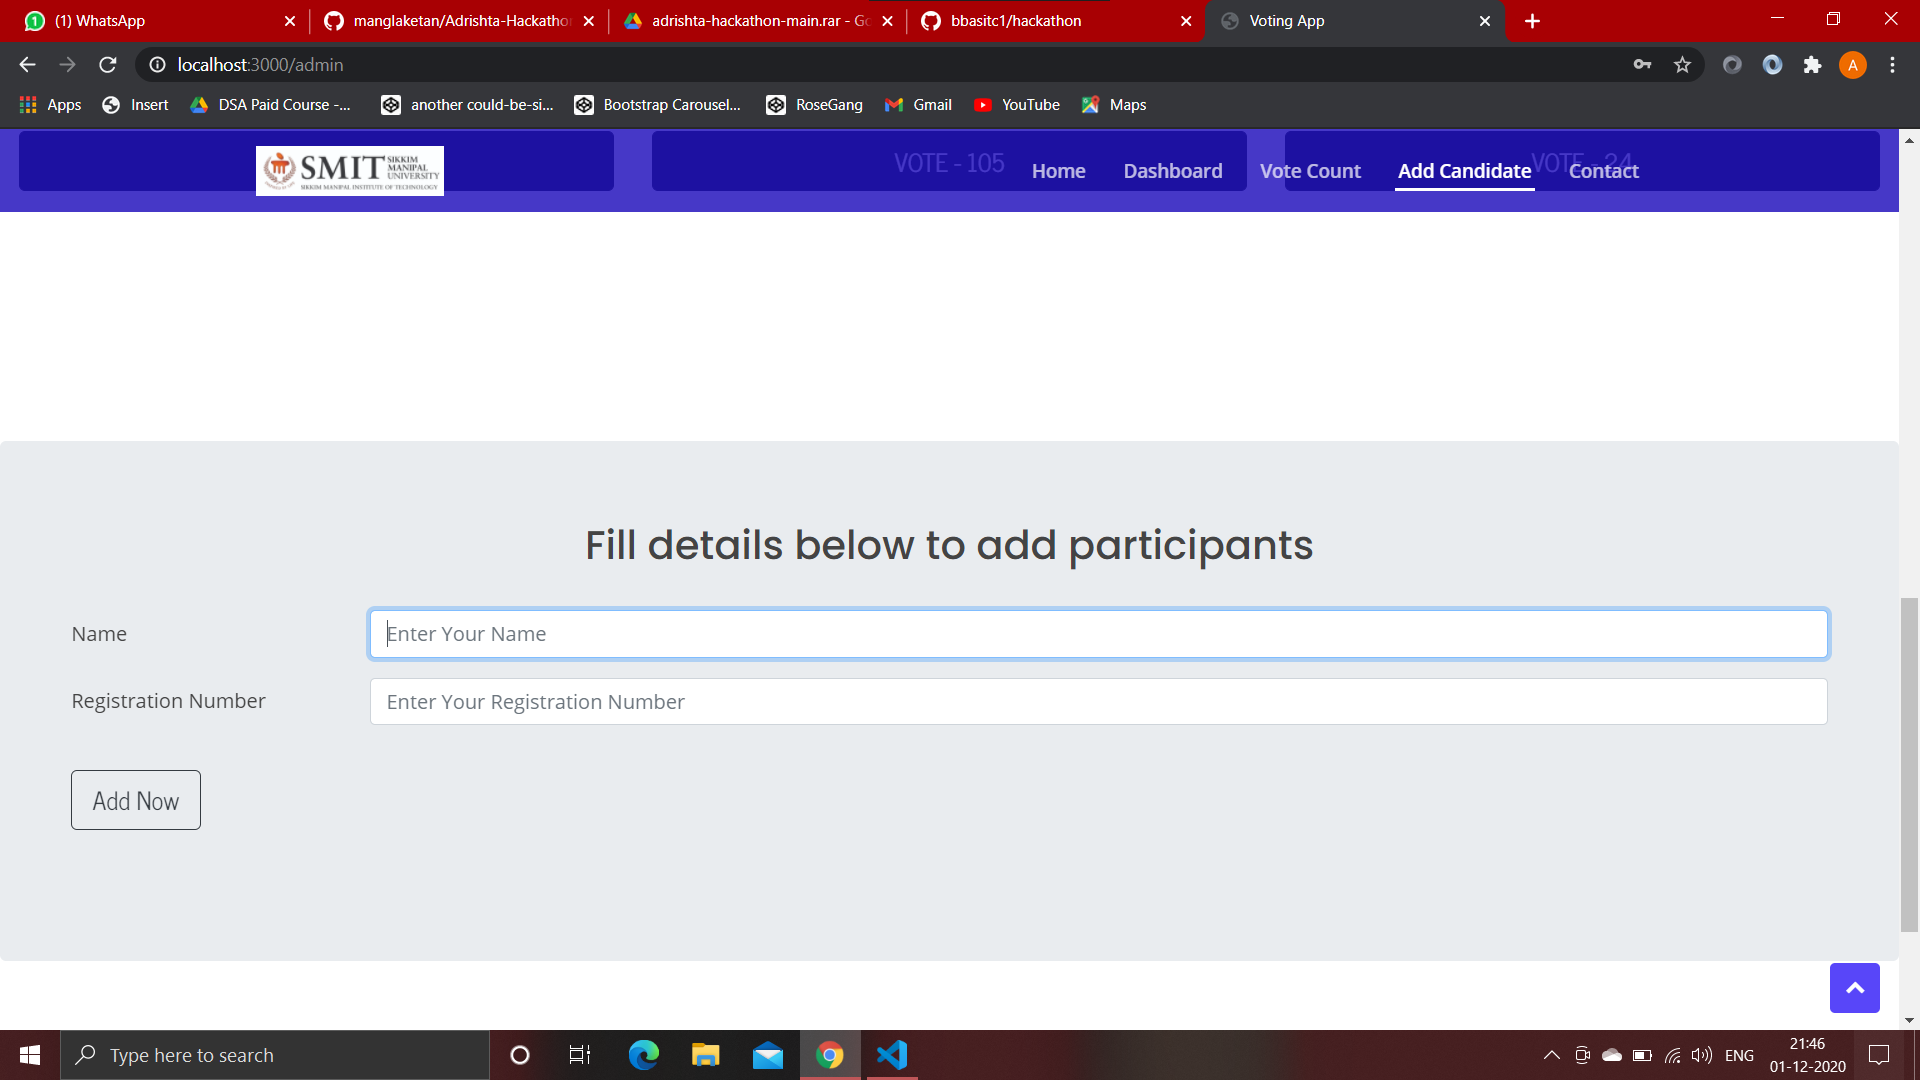 (1) WhatsApp
manglaketan/Adrishta-Hackatho
adrishta-hackathon-main.rar - Go
bbasitc1/hackathon
Voting App
localhost:3000/admin
A
Apps
Insert
DSA Paid Course -...
another could-be-si...
Bootstrap Carousel...
RoseGang
Gmail
YouTube
Maps
SMIT SIKKIM MANIPAL UNIVERSITY
SIKKIM MANIPAL INSTITUTE OF TECHNOLOGY
VOTE - 105
VOTE - 24
Home
Dashboard
Vote Count
Add Candidate
Contact
Fill details below to add participants
Name
Enter Your Name
Registration Number
Enter Your Registration Number
Add Now
Type here to search
ENG
21:46
01-12-2020